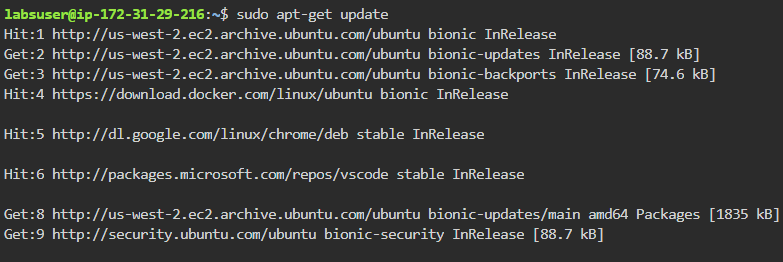 labsuser@ip-172-31-29-216:~$ sudo apt-get update
Hit:1 http://us-west-2.ec2.archive.ubuntu.com/ubuntu bionic InRelease
Get:2 http://us-west-2.ec2.archive.ubuntu.com/ubuntu bionic-updates InRelease [88.7 kB]
Get:3 http://us-west-2.ec2.archive.ubuntu.com/ubuntu bionic-backports InRelease [74.6 kB]
Hit:4 https://download.docker.com/linux/ubuntu bionic InRelease
Hit:5 http://dl.google.com/linux/chrome/deb stable InRelease
Hit:6 http://packages.microsoft.com/repos/vscode stable InRelease
Get:8 http://us-west-2.ec2.archive.ubuntu.com/ubuntu bionic-updates/main amd64 Packages [1835 kB]
Get:9 http://security.ubuntu.com/ubuntu bionic-security InRelease [88.7 kB]